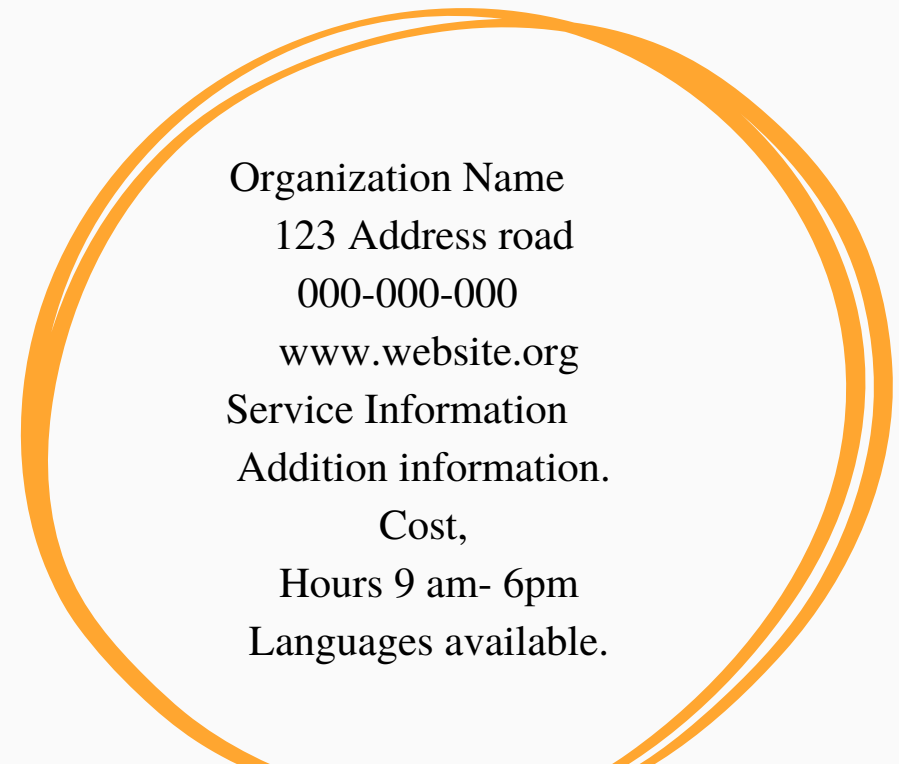 Organization Name
123 Address road
000-000-000
www.website.org
Service Information
Addition information.
Cost,
Hours 9 am- 6pm
Languages available.